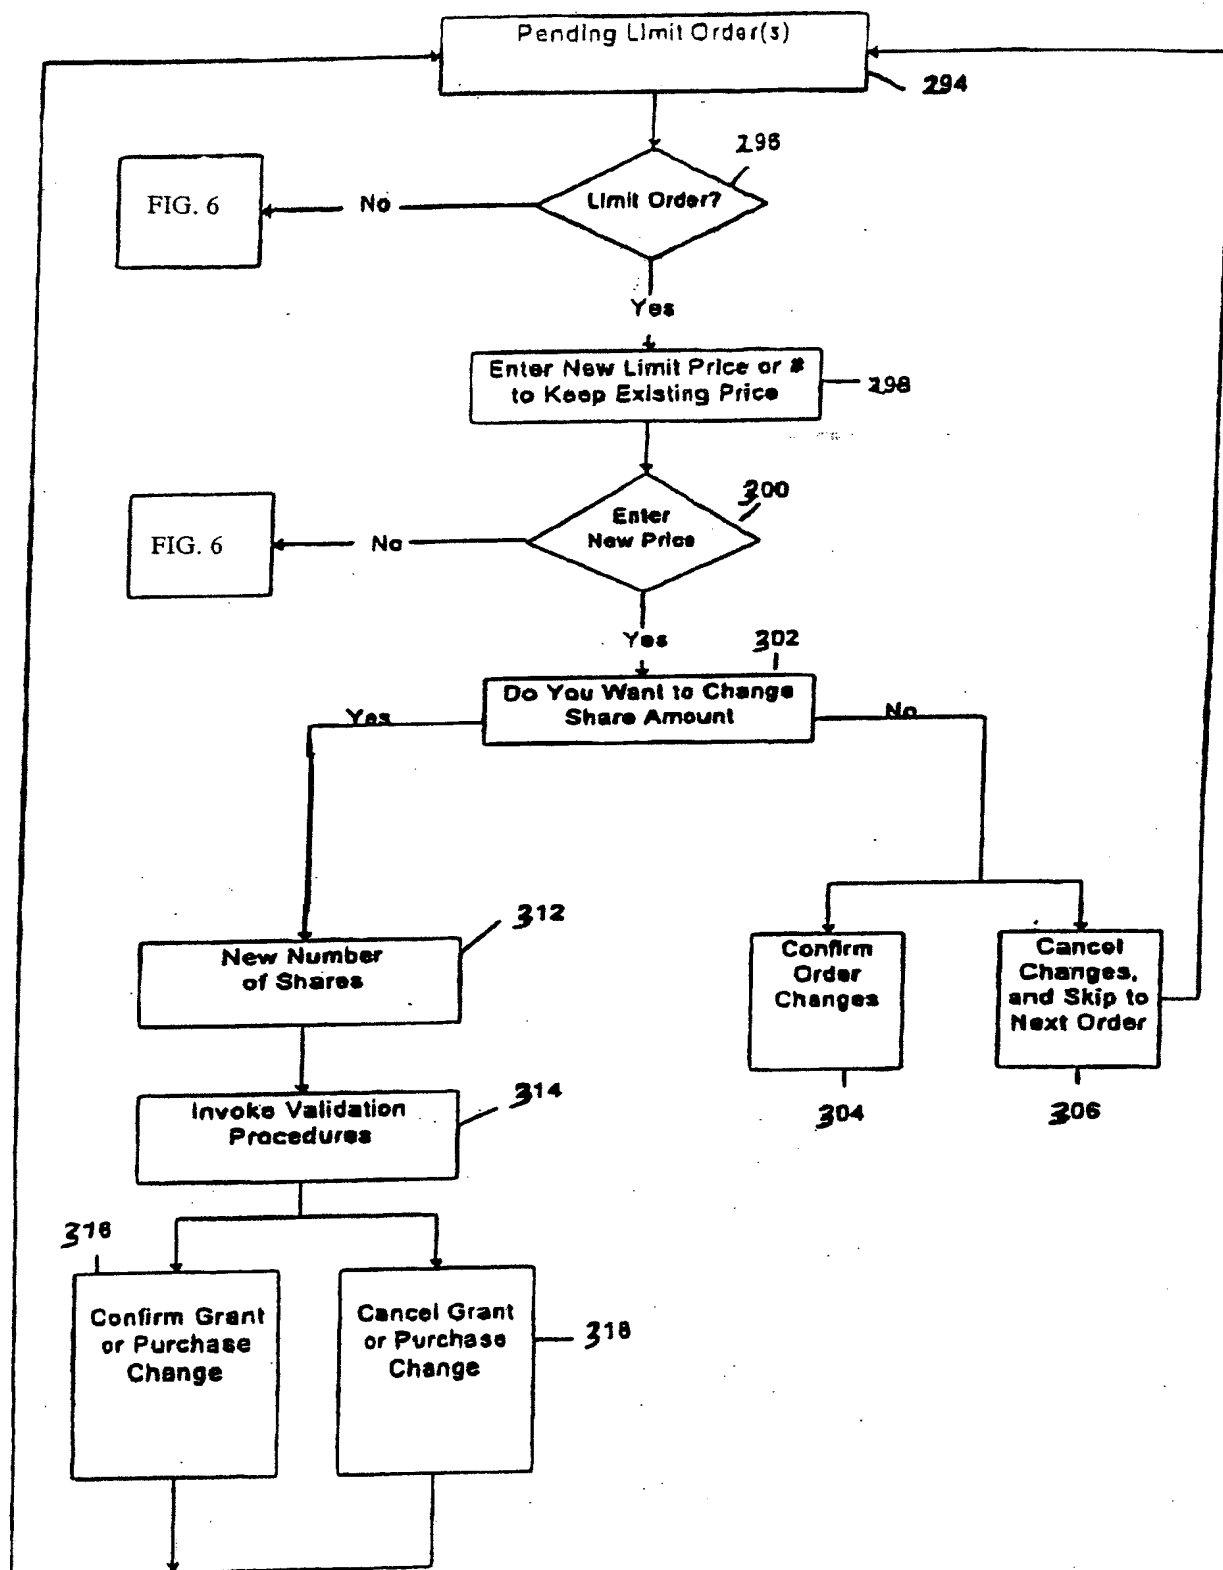 Pending Limit Order(s)
294
296
Limit Order?
No
FIG. 6
Yes
Enter New Limit Price or #
to Keep Existing Price
298
300
Enter
New Price
No
FIG. 6
Yes
302
Do You Want to Change
Share Amount
Yes
No
312
New Number
of Shares
Confirm
Order
Changes
Cancel
Changes,
and Skip to
Next Order
314
Invoke Validation
Procedures
304
306
316
Confirm Grant
or Purchase
Change
Cancel Grant
or Purchase
Change
318